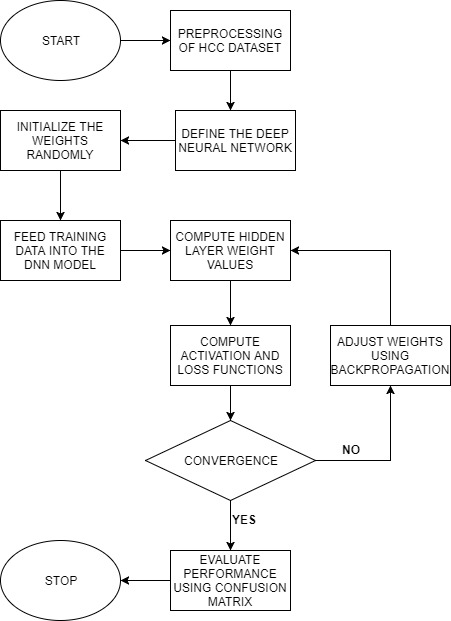 START
PREPROCESSING
OF HCC DATASET
DEFINE THE DEEP
NEURAL NETWORK
INITIALIZE THE
WEIGHTS
RANDOMLY
FEED TRAINING
DATA INTO THE
DNN MODEL
COMPUTE HIDDEN
LAYER WEIGHT
VALUES
COMPUTE
ACTIVATION AND
LOSS FUNCTIONS
ADJUST WEIGHTS
USING
BACKPROPAGATION
CONVERGENCE
NO
YES
EVALUATE
PERFORMANCE
USING CONFUSION
MATRIX
STOP